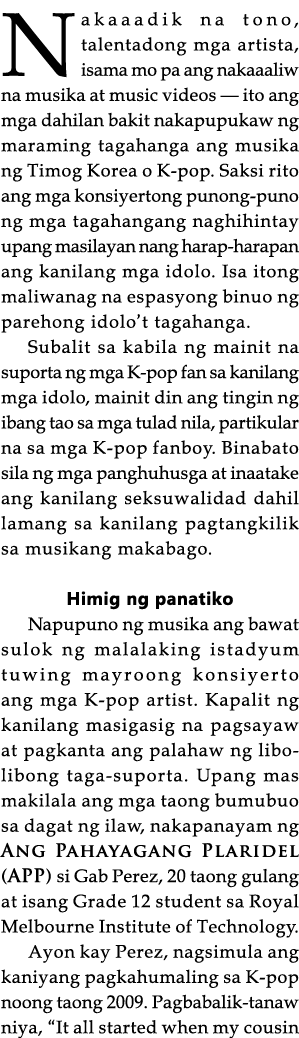 Nakaaadik na tono,
talentadong mga artista,
isama mo pa ang nakaaaliw
na musika at music videos — ito ang
mga dahilan bakit nakapupukaw ng
maraming tagahanga ang musika
ng Timog Korea o K-pop. Saksi rito
ang mga konsiyertong punong-puno
ng mga tagahangang naghihintay
upang masilayan nang harap-harapan
ang kanilang mga idolo. Isa itong
maliwanag na espasyong binuo ng
parehong idolo’t tagahanga.
Subalit sa kabila ng mainit na
suporta ng mga K-pop fan sa kanilang
mga idolo, mainit din ang tingin ng
ibang tao sa mga tulad nila, partikular
na sa mga K-pop fanboy. Binabato
sila ng mga panghuhusga at inaatake
ang kanilang seksuwalidad dahil
lamang sa kanilang pagtangkilik
sa musikang makabago.
Himig ng panatiko
Napupuno ng musika ang bawat
sulok ng malalaking istadyum
tuwing mayroong konsiyerto
ang mga K-pop artist. Kapalit ng
kanilang masigasig na pagsayaw
at pagkanta ang palahaw ng libo-
libong taga-suporta. Upang mas
makilala ang mga taong bumubuo
sa dagat ng ilaw, nakapanayam ng
ANG PAHAYAGANG PLARIDEL
(APP) si Gab Perez, 20 taong gulang
at isang Grade 12 student sa Royal
Melbourne Institute of Technology.
Ayon kay Perez, nagsimula ang
kaniyang pagkahumaling sa K-pop
noong taong 2009. Pagbabalik-tanaw
niya, “It all started when my cousin